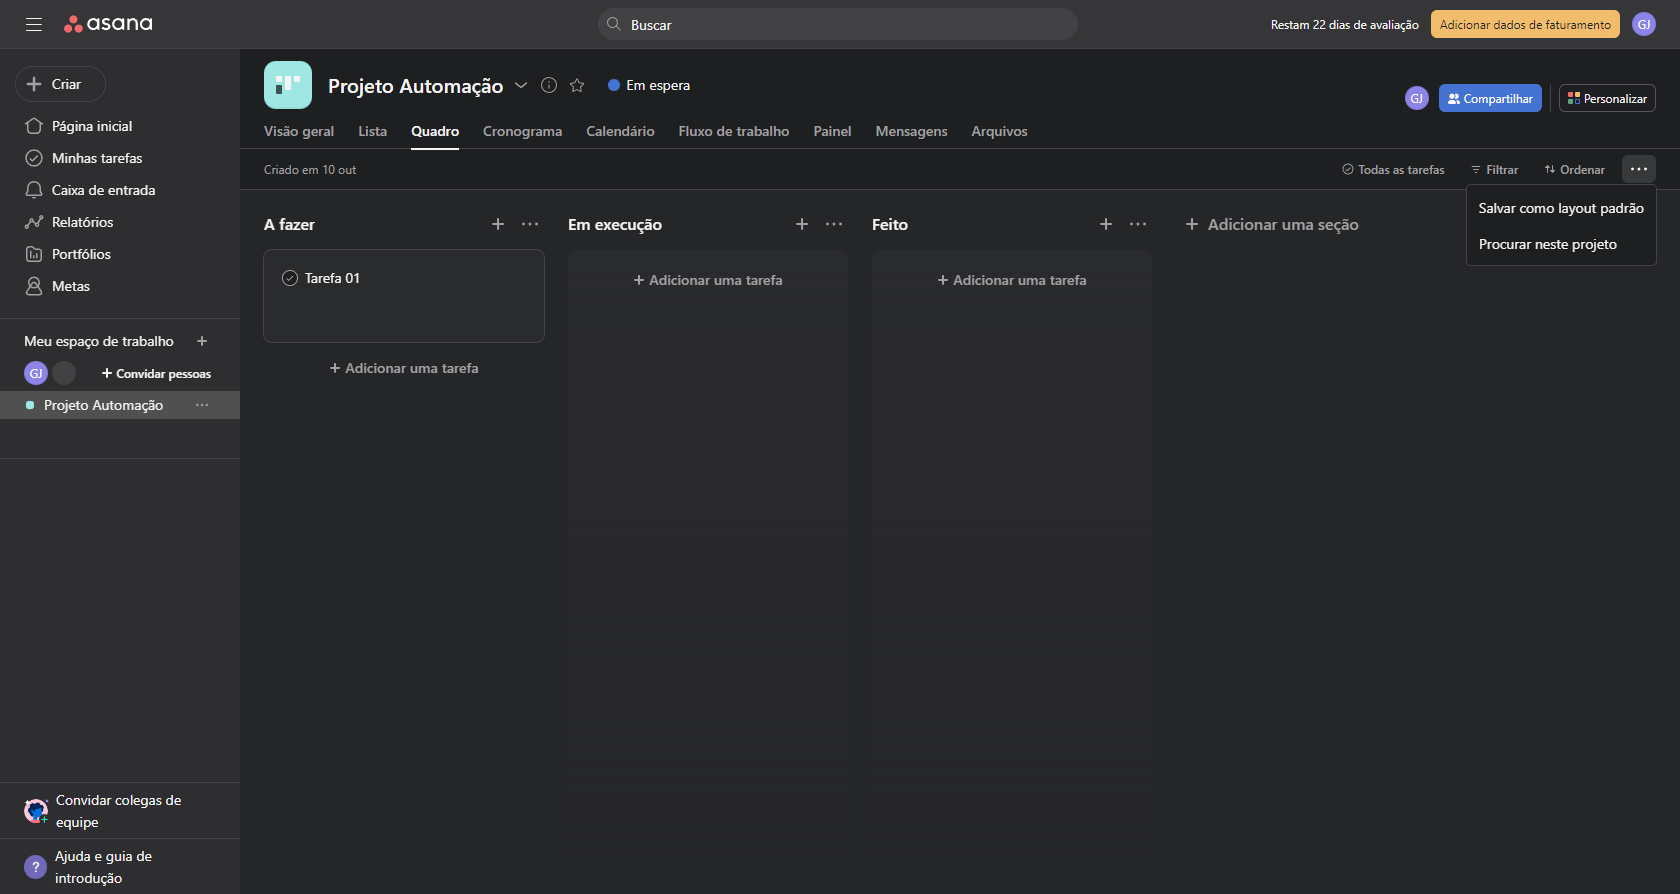 asana
Buscar
Restam 22 dias de avaliação
Adicionar dados de faturamento
GJ
Criar
Página inicial
Minhas tarefas
Caixa de entrada
Relatórios
Portfólios
Metas
Meu espaço de trabalho
GJ
Convidar pessoas
Projeto Automação
Convidar colegas de
equipe
?
Ajuda e guia de
introdução
Projeto Automação
Em espera
GJ
Compartilhar
Personalizar
Visão geral
Lista
Quadro
Cronograma
Calendário
Fluxo de trabalho
Painel
Mensagens
Arquivos
Criado em 10 out
Todas as tarefas
Filtrar
Ordenar
Salvar como layout padrão
Procurar neste projeto
A fazer
Tarefa 01
+ Adicionar uma tarefa
Em execução
+ Adicionar uma tarefa
Feito
+ Adicionar uma tarefa
+ Adicionar uma seção